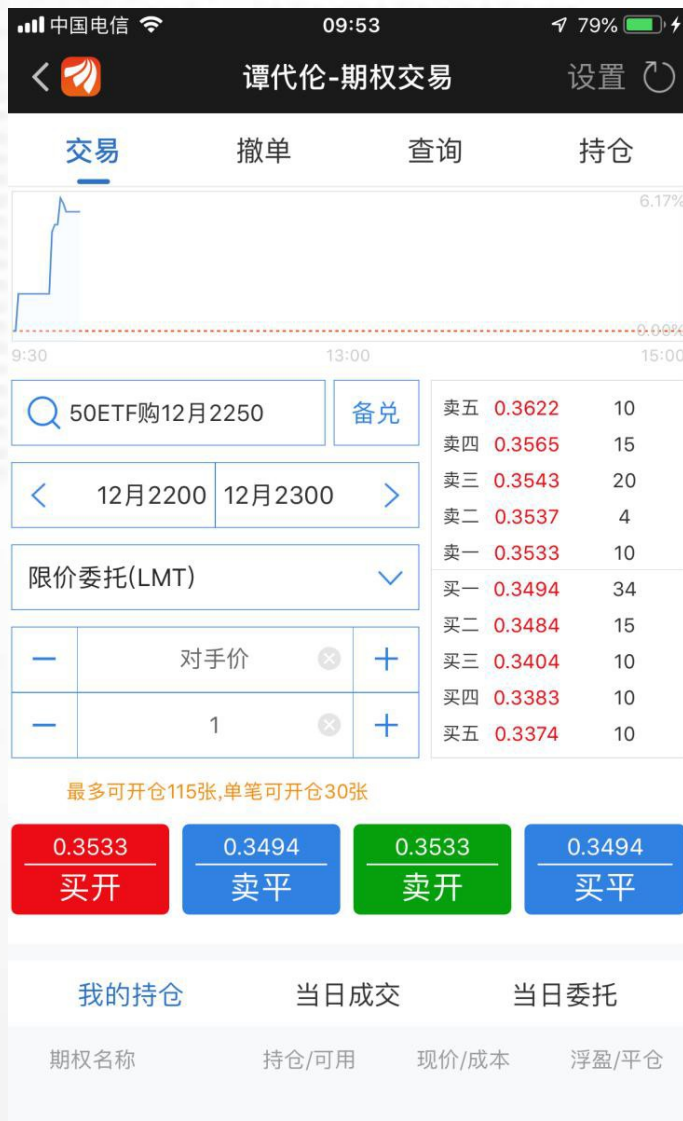 中国电信 09:53 79%
谭代伦-期权交易 设置
交易 撤单 查询 持仓
6.17%
0.00%
9:30 13:00 15:00
50ETF购12月2250 备兑
12月2200 12月2300
限价委托(LMT)
对手价
1
卖五 0.3622 10
卖四 0.3565 15
卖三 0.3543 20
卖二 0.3537 4
卖一 0.3533 10
买一 0.3494 34
买二 0.3484 15
买三 0.3404 10
买四 0.3383 10
买五 0.3374 10
最多可开仓115张,单笔可开仓30张
0.3533 0.3494 0.3533 0.3494
买开 卖平 卖开 买平
我的持仓 当日成交 当日委托
期权名称 持仓/可用 现价/成本 浮盈/平仓